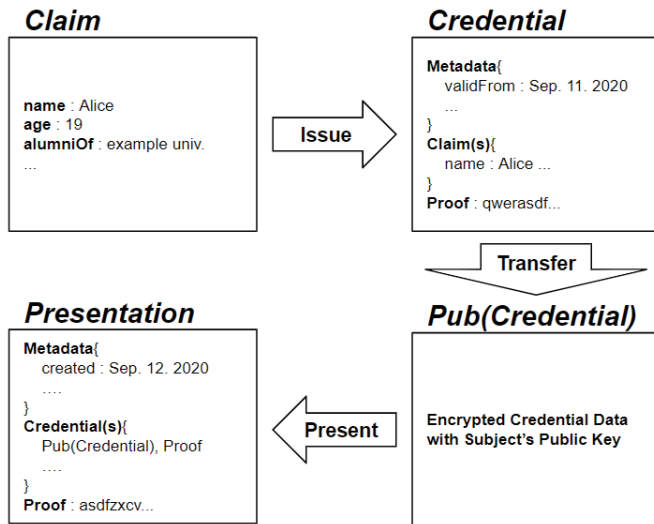 Claim
name : Alice
age : 19
alumniOf : example univ.
...
Issue
Credential
Metadata{
validFrom : Sep. 11. 2020
...
}
Claim(s){
name : Alice ...
}
Proof : qwerasdf...
Transfer
Pub(Credential)
Encrypted Credential Data
with Subject's Public Key
Present
Presentation
Metadata{
created : Sep. 12. 2020
....
}
Credential(s){
Pub(Credential), Proof
....
}
Proof : asdfzxcv...